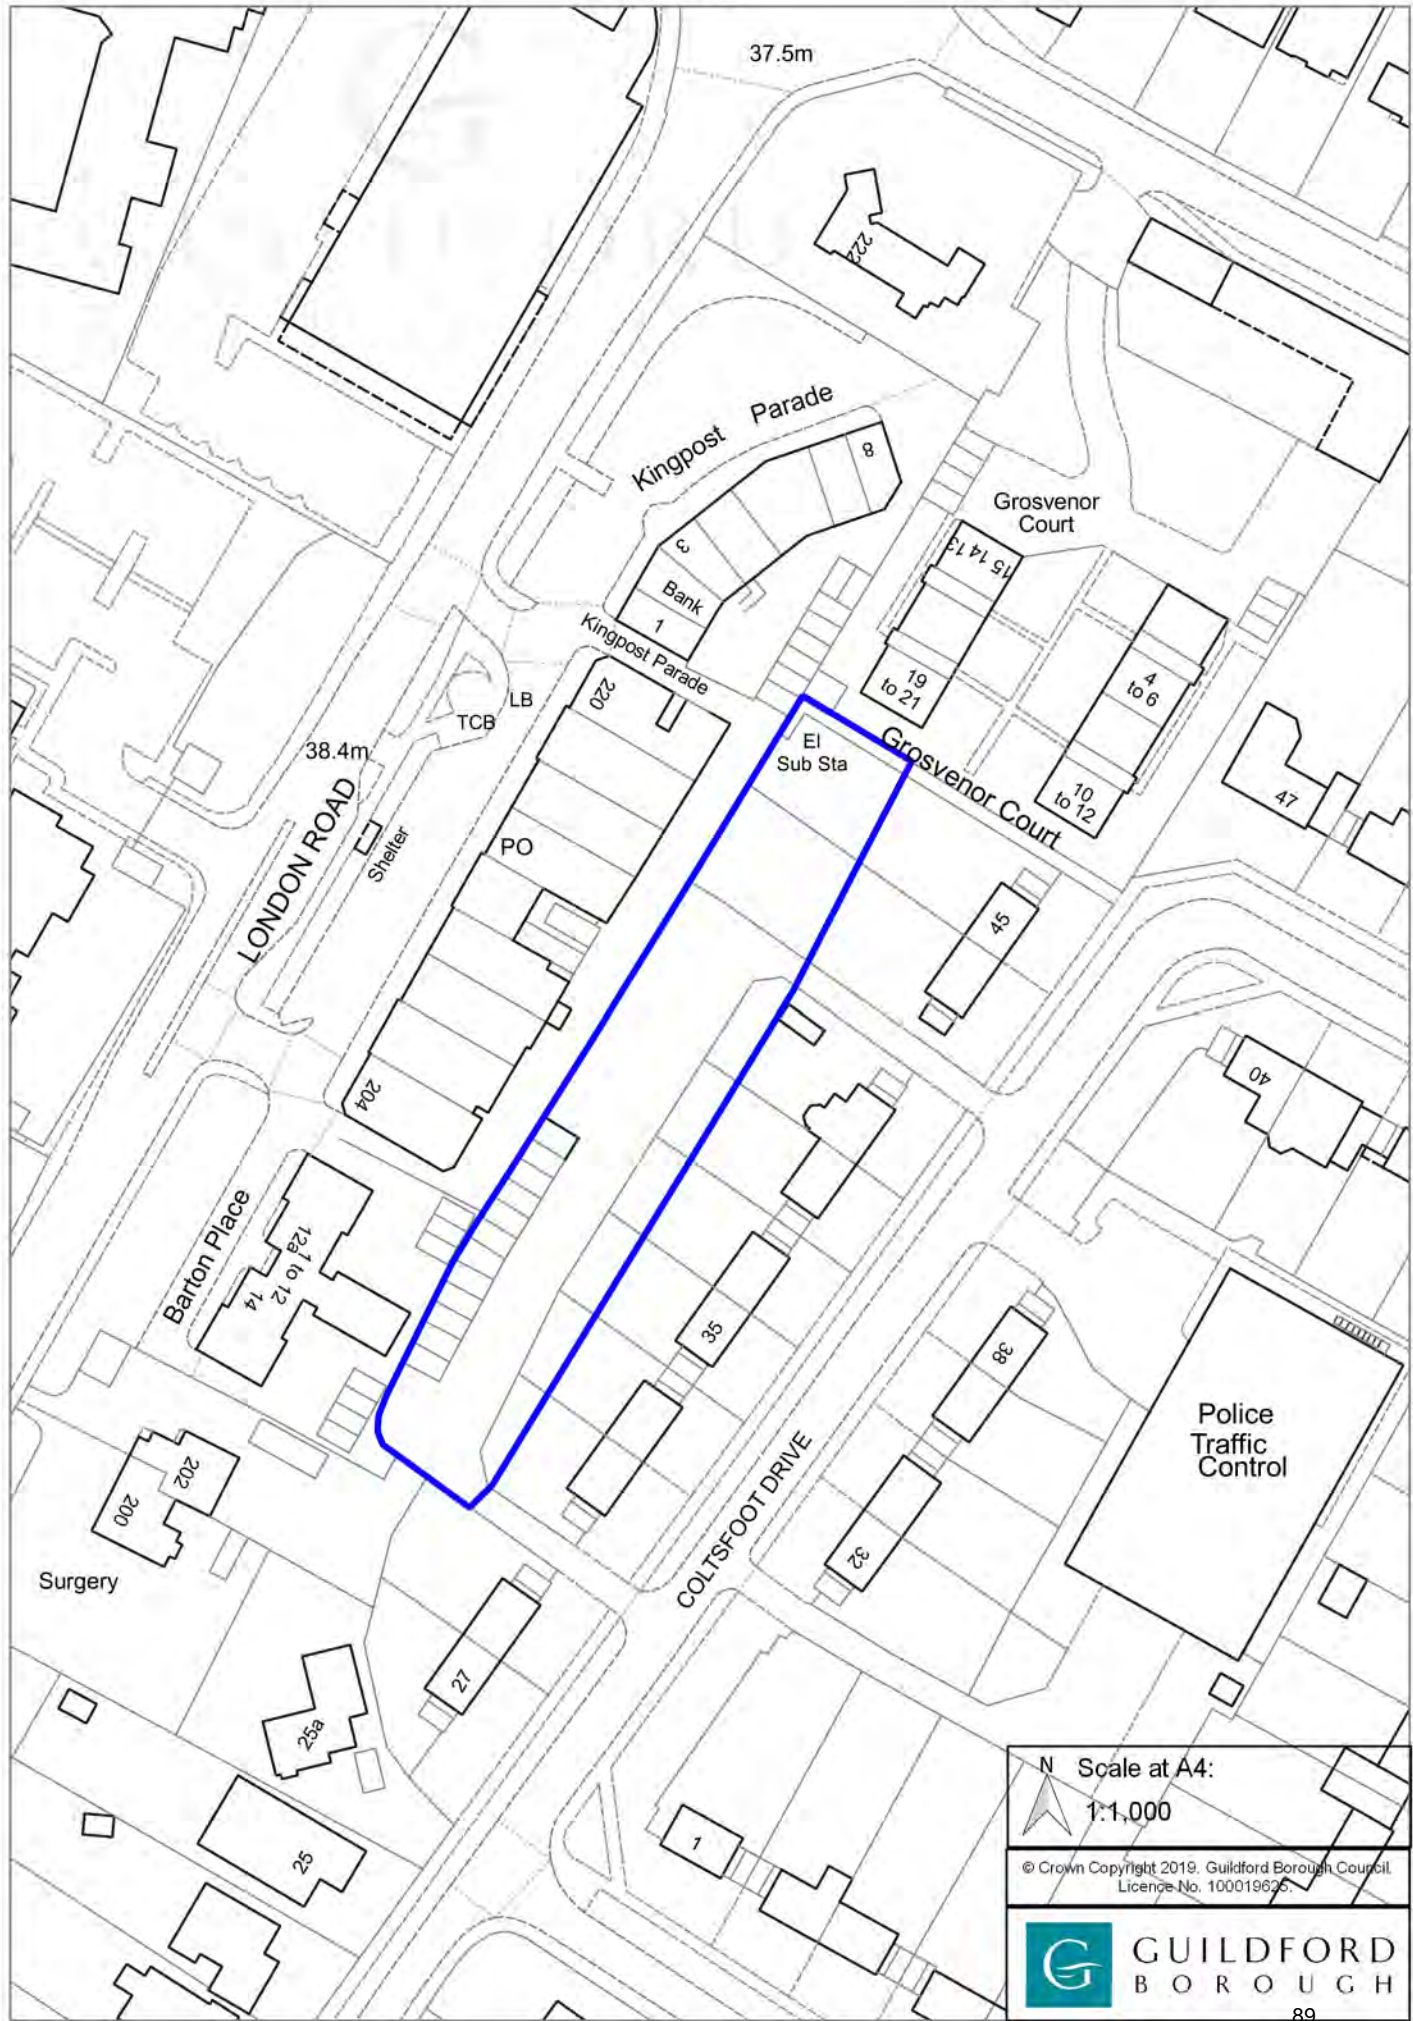 37.5m
222
Kingpost Parade
8
Grosvenor
Court
3
Bank
1
15 14 13
Kingpost Parade
19
to 21
4
to 6
220
LB
TCB
38.4m
El
Sub Sta
Grosvenor Court
10
to 12
47
LONDON ROAD
Shelter
PO
45
40
204
Barton Place
12a 1 to 12
14
35
38
Police
Traffic
Control
202
200
COLTSFOOT DRIVE
32
Surgery
27
25a
25
1
N
Scale at A4:
1:1,000
© Crown Copyright 2019. Guildford Borough Council.
Licence No. 100019625.
G
GUILDFORD
BOROUGH
89